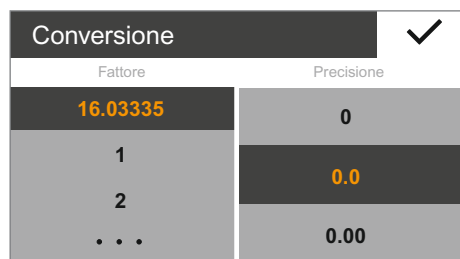 Conversione
Fattore Precisione
16.03335
0
1
0.0
2
0.00
. . .